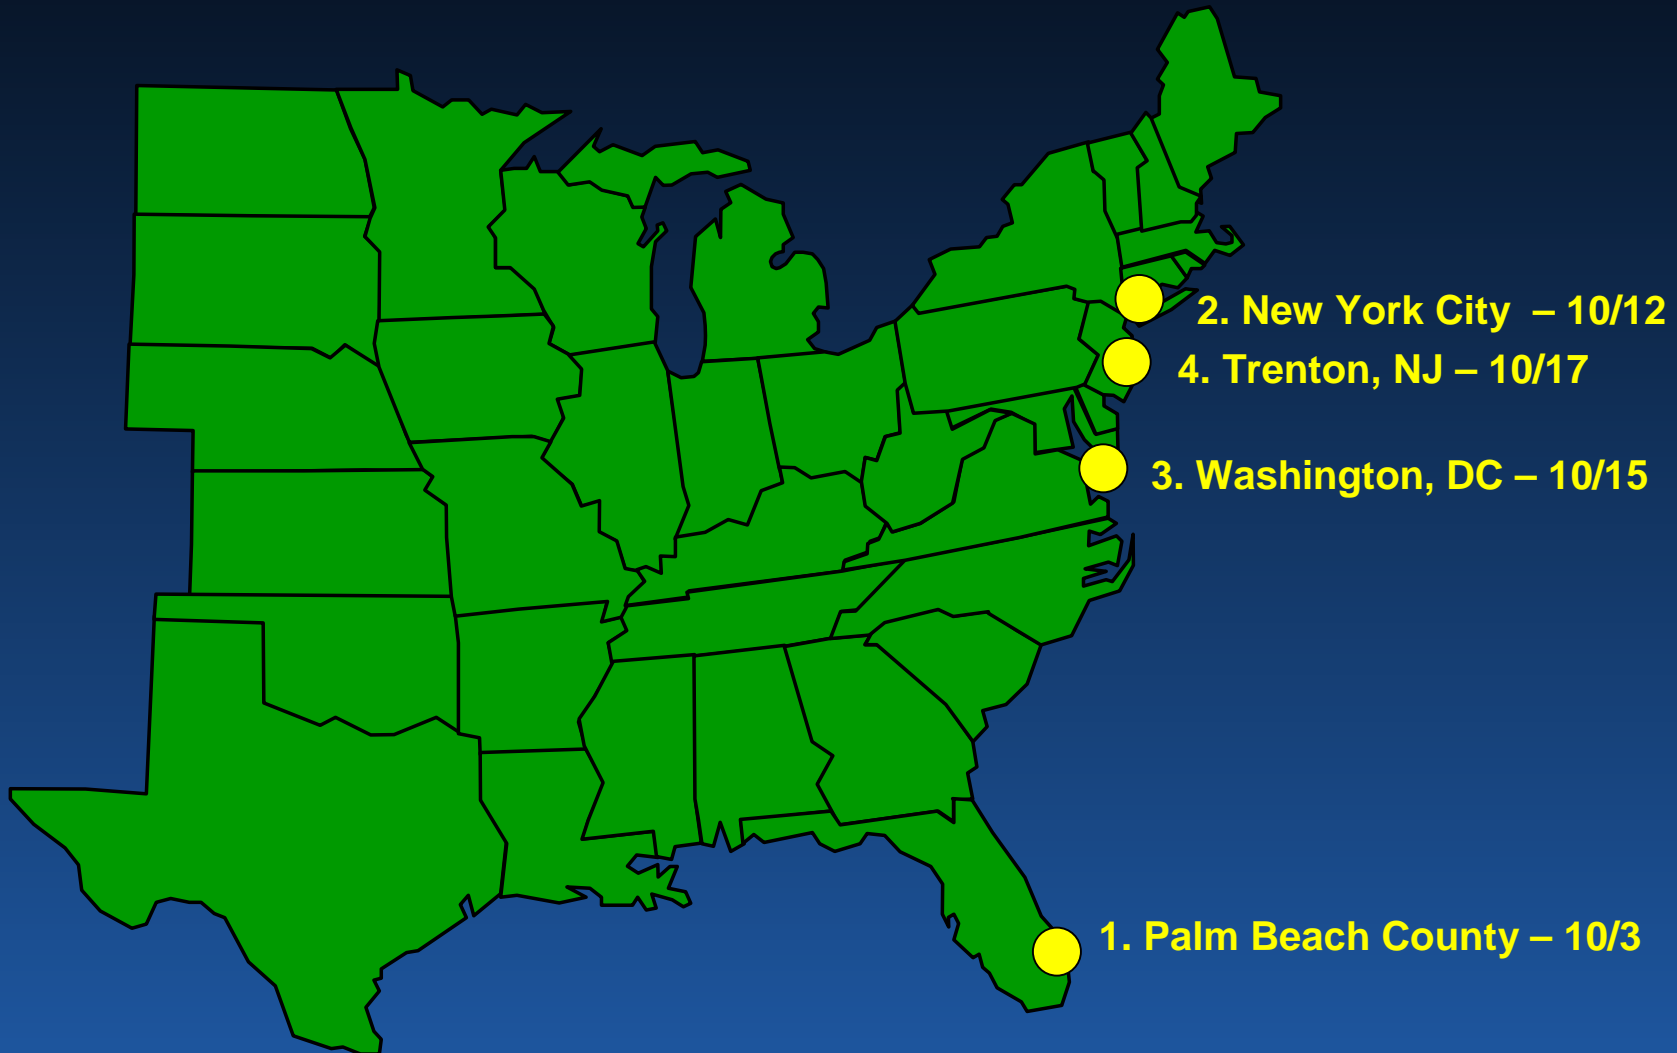 2. New York City – 10/12
4. Trenton, NJ – 10/17
3. Washington, DC – 10/15
1. Palm Beach County – 10/3